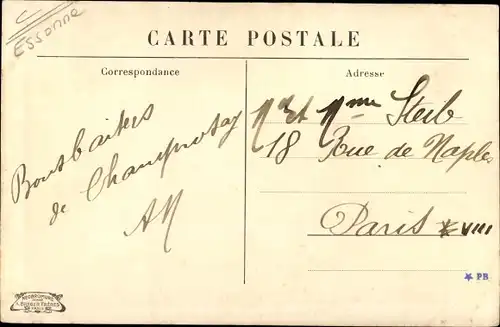 Essonne
CARTE POSTALE
Correspondance
Adresse
Bons baisers
de Champrosay
AM
Mr Et Mme Steib
18 Rue de Naples
Paris VIII
* PB